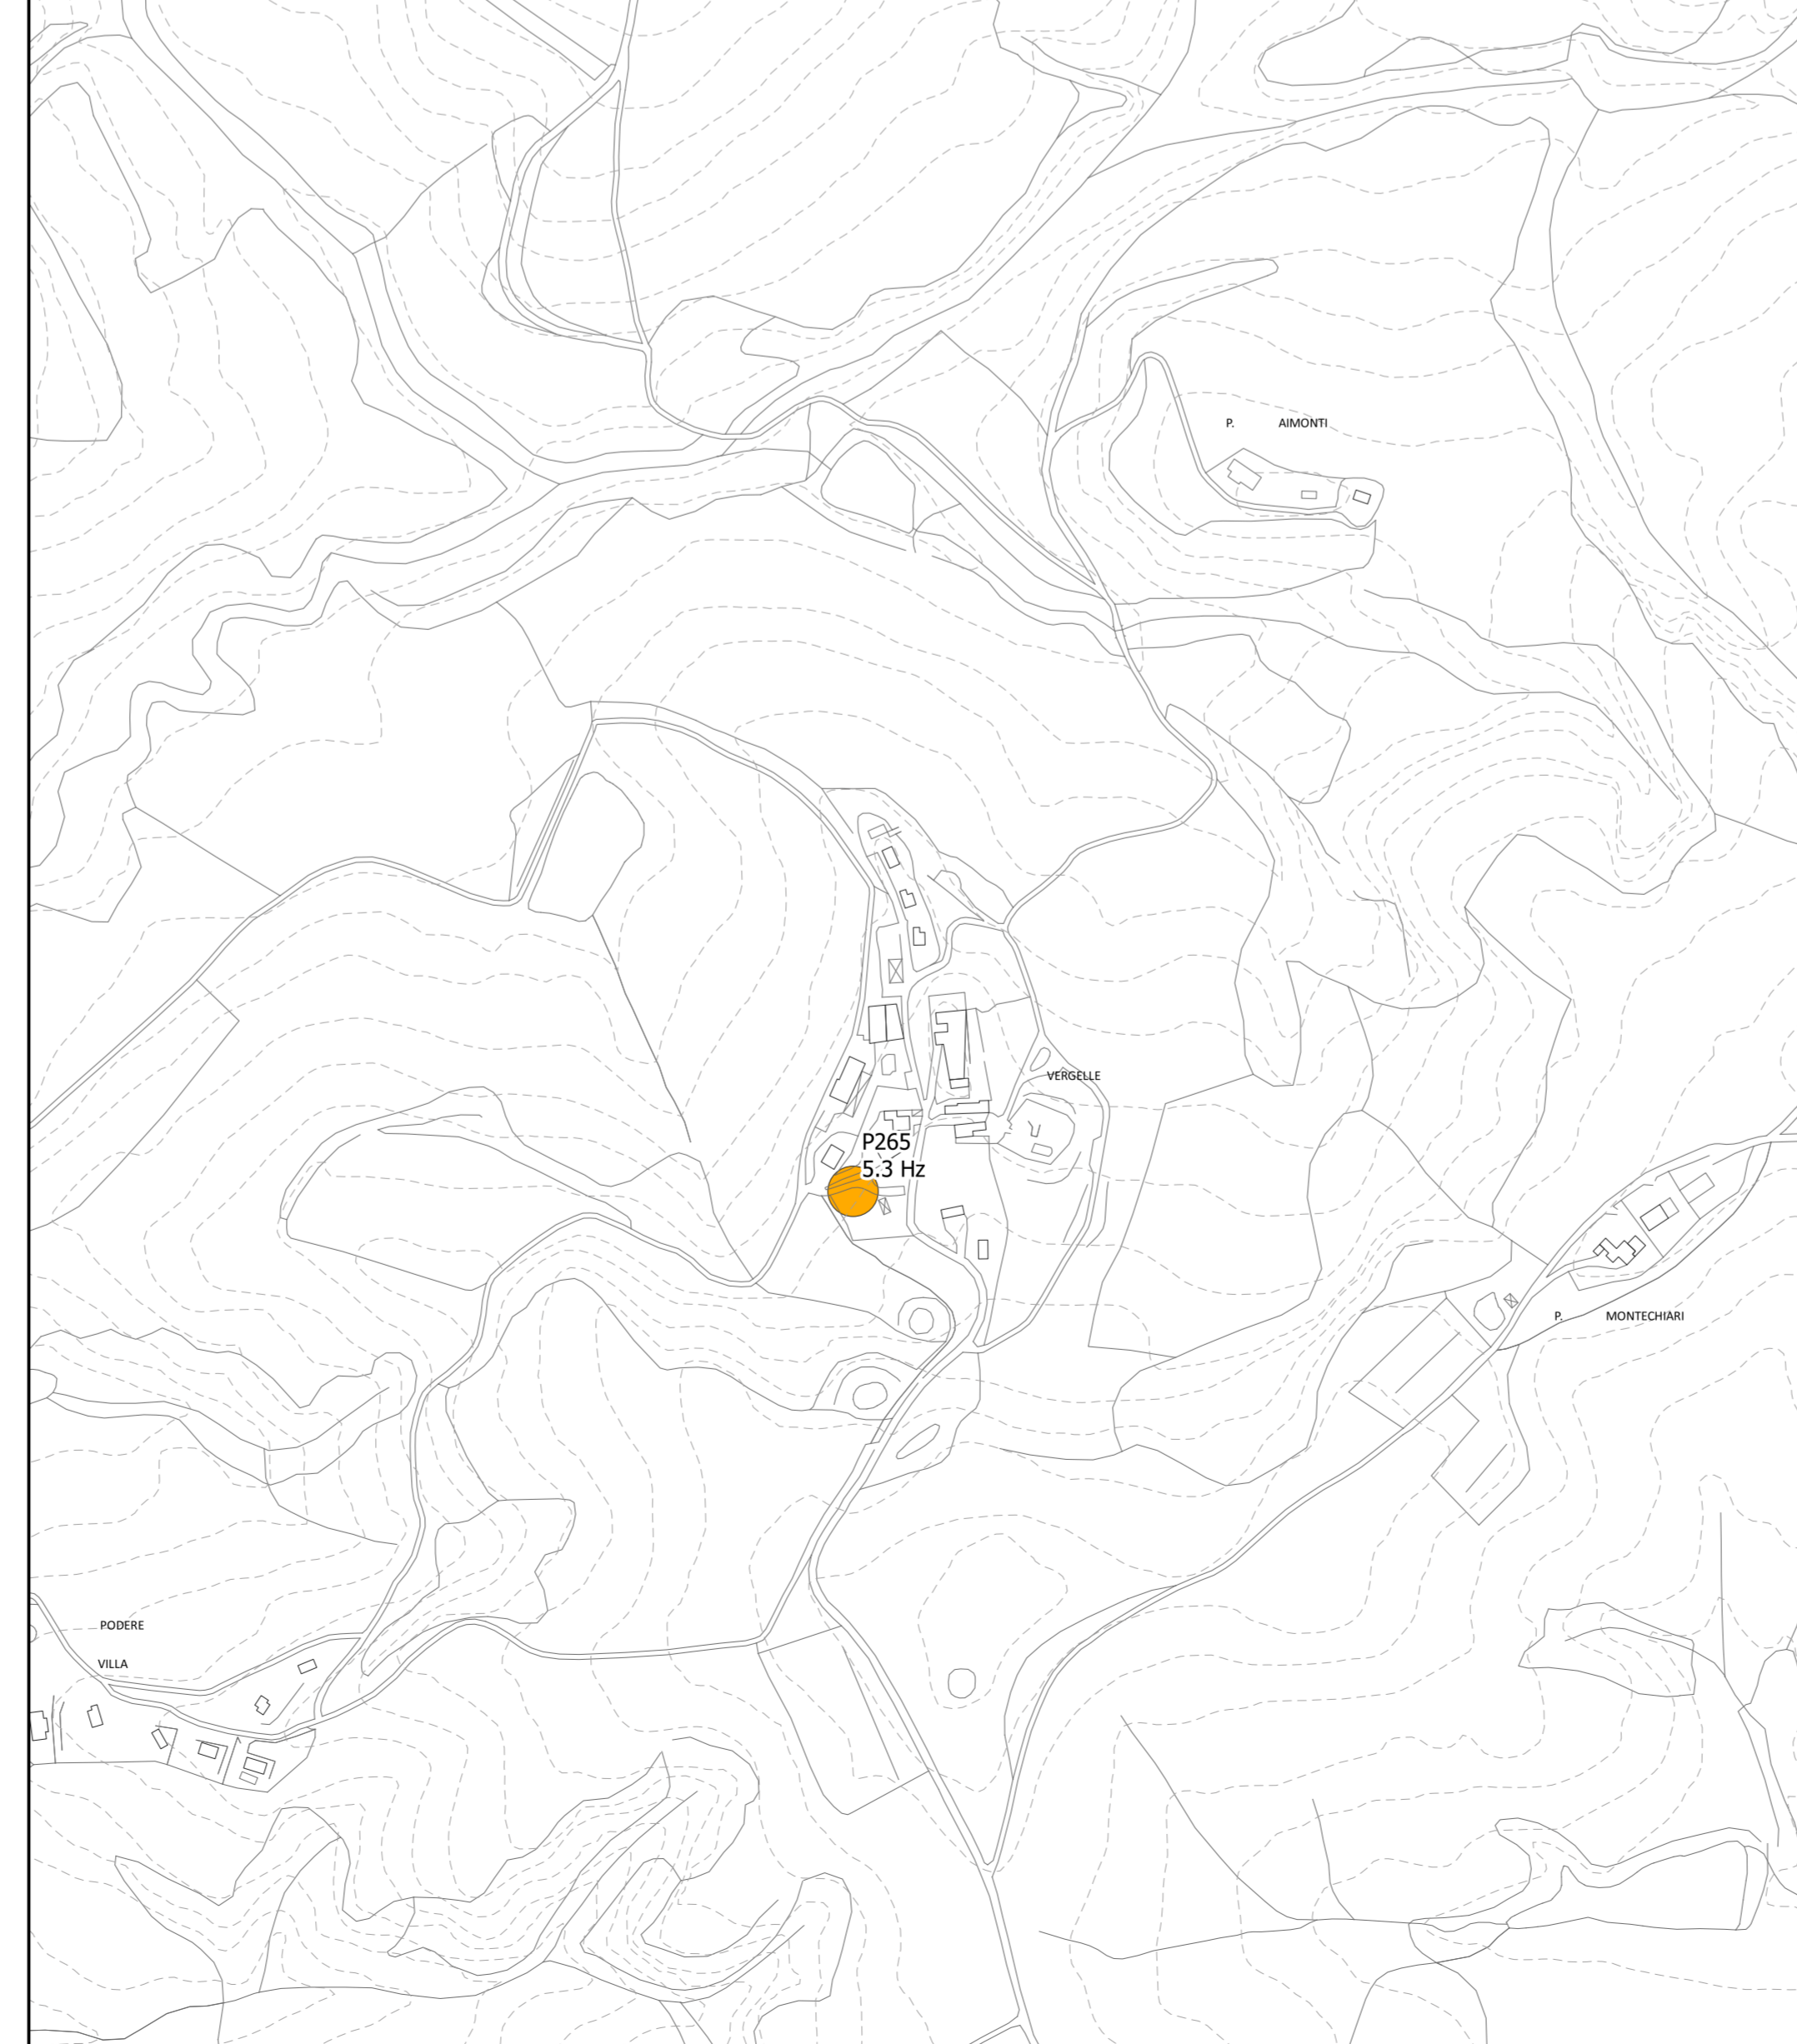 P. AIMONTI
VERGELLE
P265
5.3 Hz
P. MONTECHIARI
PODERE
VILLA